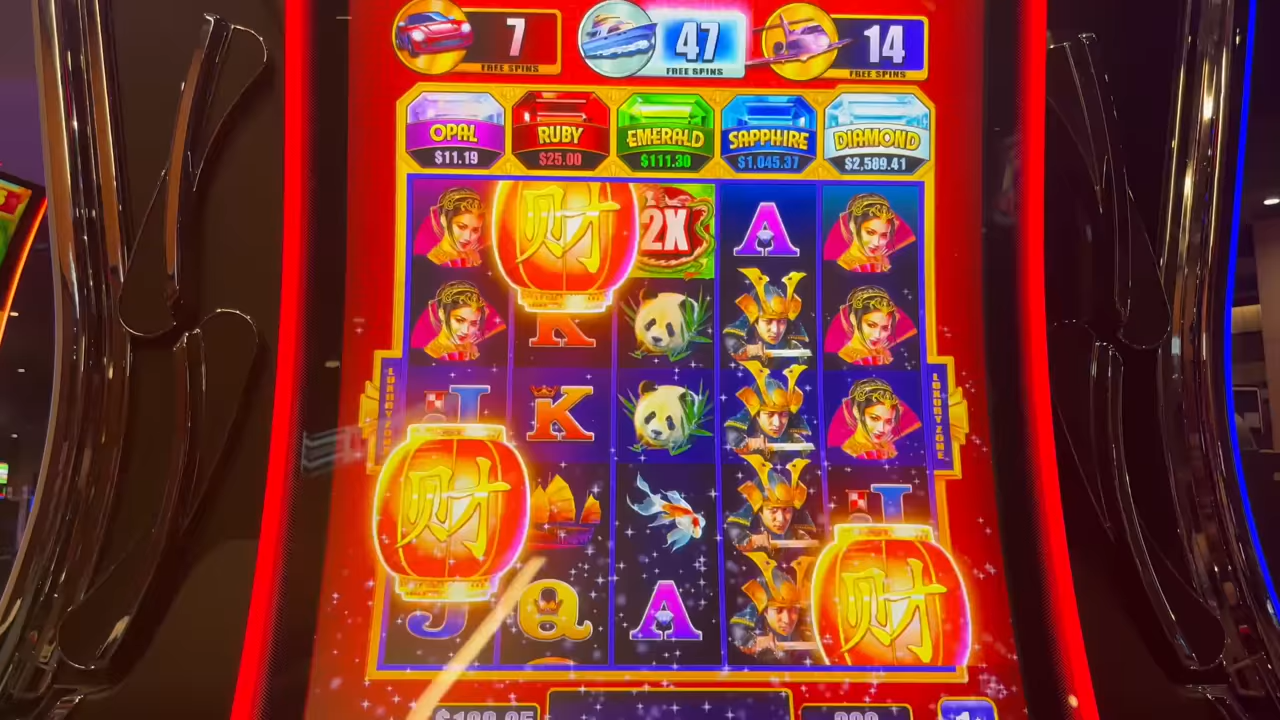 7
FREE SPINS
47
FREE SPINS
14
FREE SPINS
OPAL
$11.19
RUBY
$25.00
EMERALD
$111.30
SAPPHIRE
$1,045.37
DIAMOND
$2,589.41
财
2X
A
K
J
K
LUXURY ZONE
LUXURY ZONE
财
J
J
Q
A
财